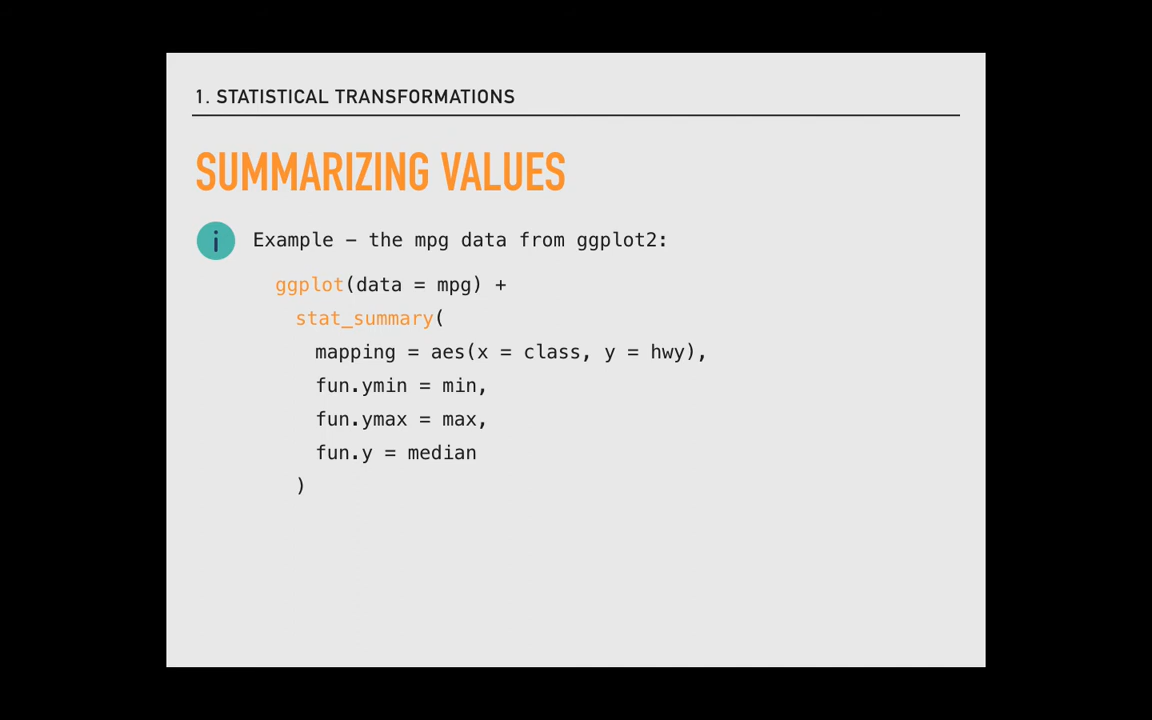 1. STATISTICAL TRANSFORMATIONS
SUMMARIZING VALUES
i Example – the mpg data from ggplot2:
ggplot(data = mpg) +
stat_summary(
mapping = aes(x = class, y = hwy),
fun.ymin = min,
fun.ymax = max,
fun.y = median
)